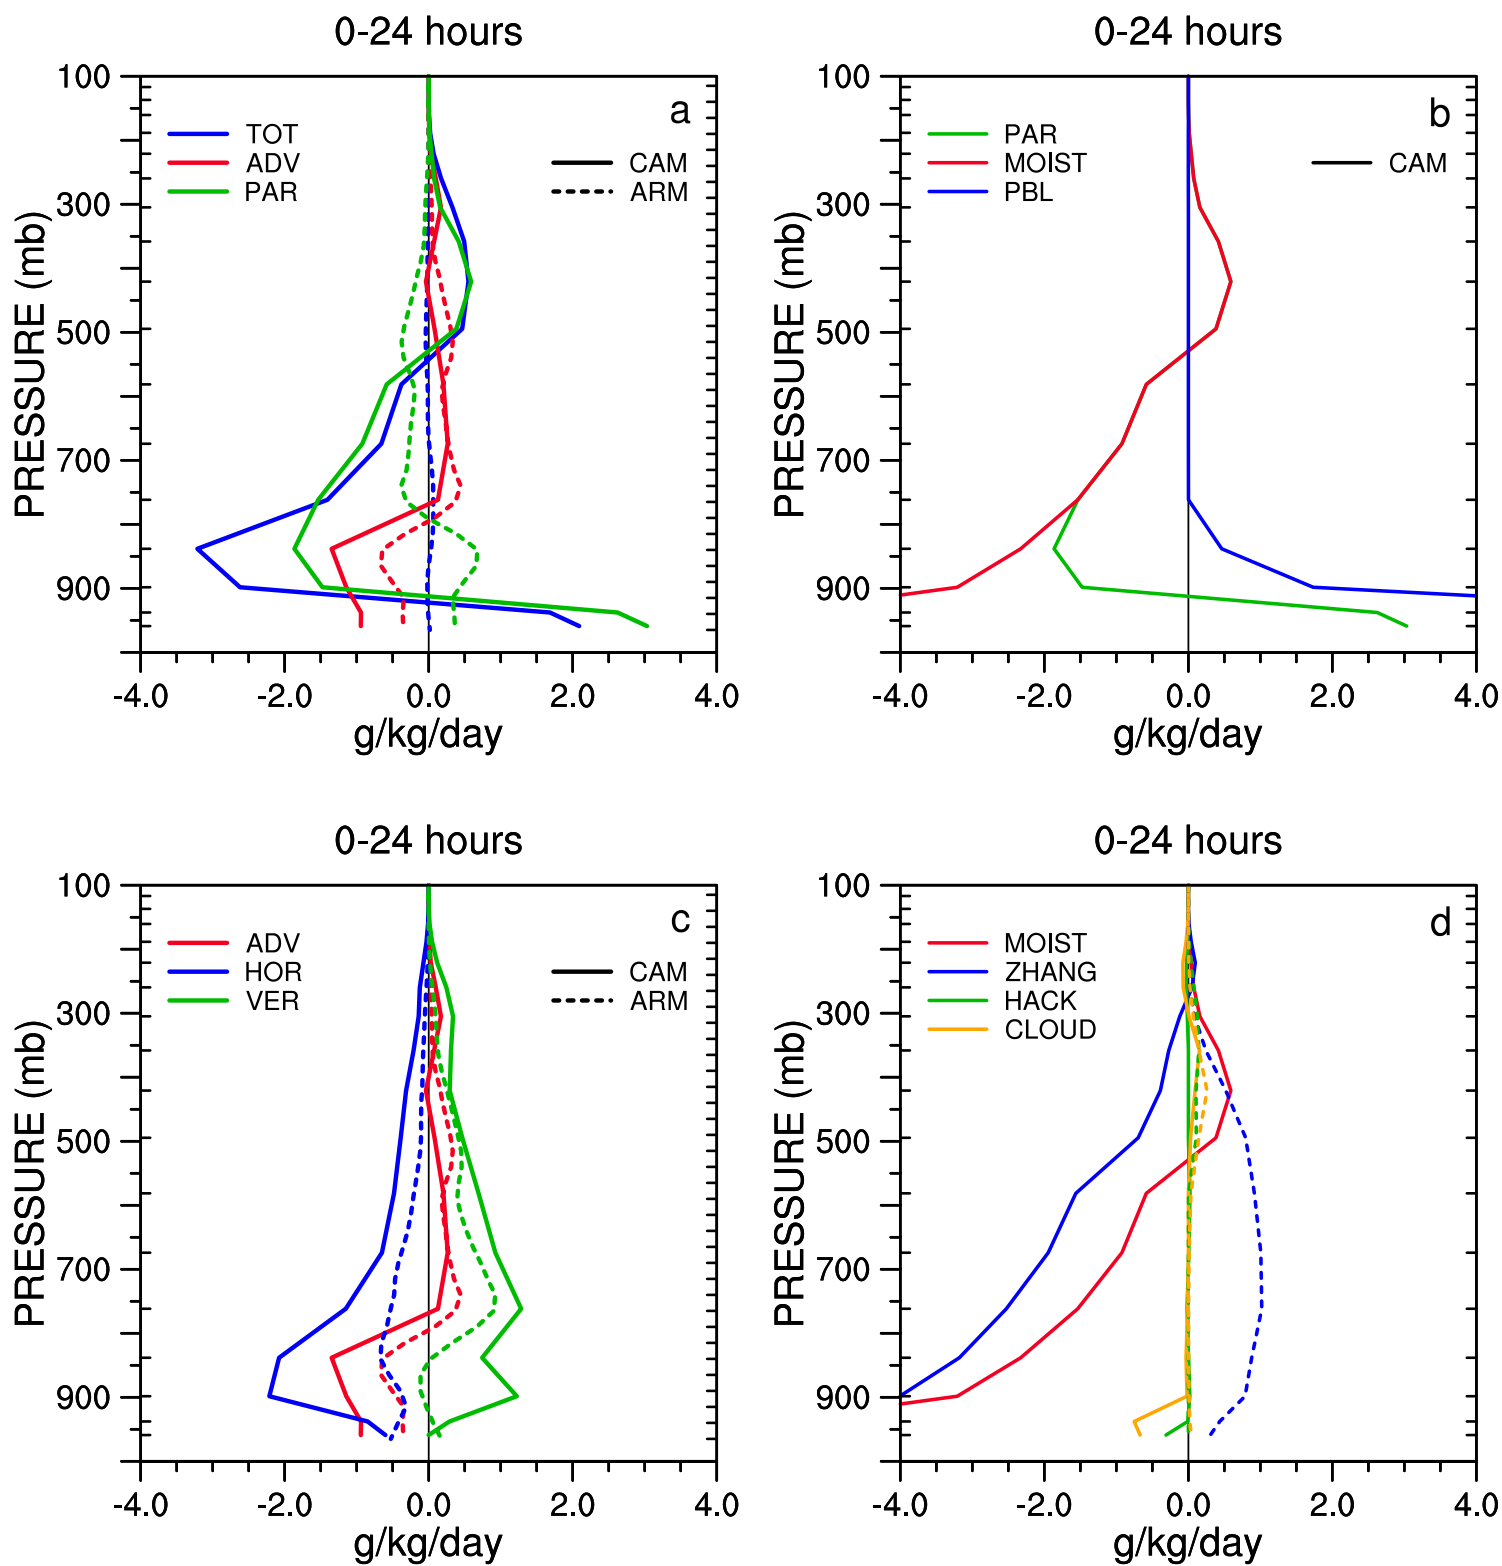 0-24 hours
a
TOT
ADV
PAR
CAM
ARM
100
300
500
700
900
PRESSURE (mb)
-4.0 -2.0 0.0 2.0 4.0
g/kg/day
0-24 hours
b
PAR
MOIST
PBL
CAM
100
300
500
700
900
PRESSURE (mb)
-4.0 -2.0 0.0 2.0 4.0
g/kg/day
0-24 hours
c
ADV
HOR
VER
CAM
ARM
100
300
500
700
900
PRESSURE (mb)
-4.0 -2.0 0.0 2.0 4.0
g/kg/day
0-24 hours
d
MOIST
ZHANG
HACK
CLOUD
100
300
500
700
900
PRESSURE (mb)
-4.0 -2.0 0.0 2.0 4.0
g/kg/day